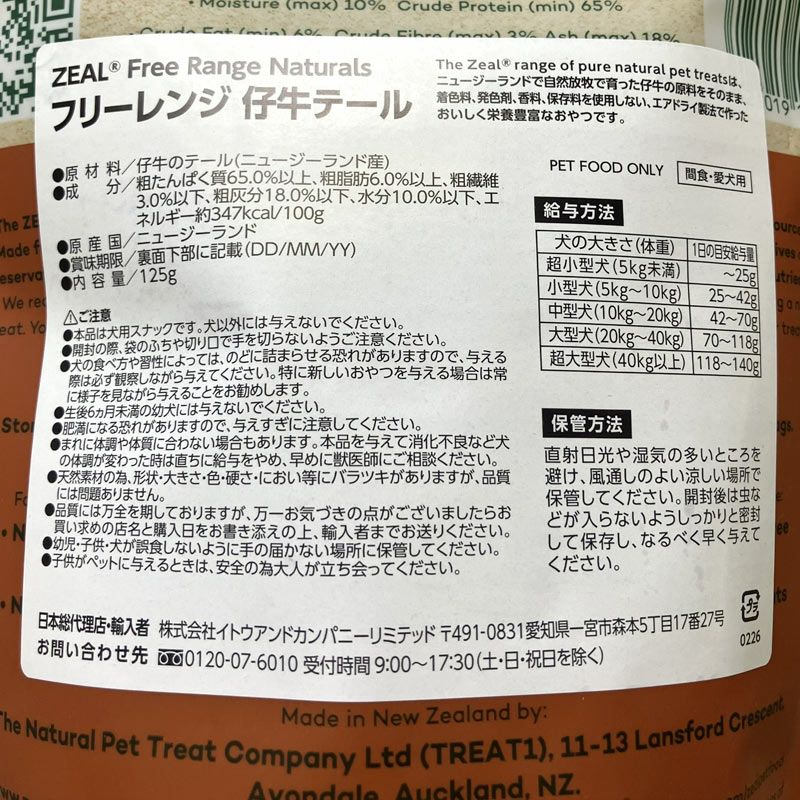 • Moisture (max) 10% Crude Protein (min) 65%
• Crude Fat (min) 6% Crude Fibre (max) 3% Ash (max) 18%
ZEAL® Free Range Naturals
フリーレンジ 仔牛テール
The Zeal® range of pure natural pet treatsは、
ニュージーランドで自然放牧で育った仔牛の原料をそのまま、
着色料、発色剤、香料、保存料を使用しない、エアドライ製法で作った
おいしく栄養豊富なおやつです。
019
●原材料/仔牛のテール(ニュージーランド産)
●成分/粗たんぱく質65.0%以上、粗脂肪6.0%以上、粗繊維
3.0%以下、粗灰分18.0%以下、水分10.0%以下、エ
ネルギー約347kcal/100g
●原産国/ニュージーランド
●賞味期限/裏面下部に記載(DD/MM/YY)
●内容量/125g
PET FOOD ONLY 間食・愛犬用
給与方法
犬の大きさ(体重) 1日の目安給与量
超小型犬(5kg未満) ~25g
小型犬(5kg~10kg) 25~42g
中型犬(10kg~20kg) 42~70g
大型犬(20kg~40kg) 70~118g
超大型犬(40kg以上) 118~140g
⚠ご注意
●本品は犬用スナックです。犬以外には与えないでください。
●開封の際、袋のふちや切り口で手を切らないようご注意ください。
●犬の食べ方や習性によっては、のどに詰まらせる恐れがありますので、与える
際は必ず観察しながら与えてください。特に新しいおやつを与える場合は常
に様子を見ながら与えることをお勧めします。
●生後6ヵ月未満の幼犬には与えないでください。
●肥満になる恐れがありますので、与えすぎに注意してください。
●まれに体調や体質に合わない場合もあります。本品を与えて消化不良など犬
の体調が変わった時は直ちに給与をやめ、早めに獣医師にご相談ください。
●天然素材の為、形状・大きさ・色・硬さ・におい等にバラツキがありますが、品質
には問題ありません。
●品質には万全を期しておりますが、万一お気づきの点がございましたらお
買い求めの店名と購入日をお書き添えの上、輸入者までお送りください。
●幼児・子供・犬が誤食しないように手の届かない場所に保管してください。
●子供がペットに与えるときは、安全の為大人が立ち会ってください。
保管方法
直射日光や湿気の多いところを
避け、風通しのよい涼しい場所で
保管してください。開封後は虫な
どが入らないようしっかりと密封
して保存し、なるべく早く与えて
ください。
日本総代理店・輸入者 株式会社イトウアンドカンパニーリミテッド 〒491-0831愛知県一宮市森本5丁目17番27号
お問い合わせ先 0120-07-6010 受付時間 9:00~17:30(土・日・祝日を除く)
プラ
0226
Made in New Zealand by:
The Natural Pet Treat Company Ltd (TREAT1), 11-13 Lansford Crescent,
Avondale, Auckland, NZ.